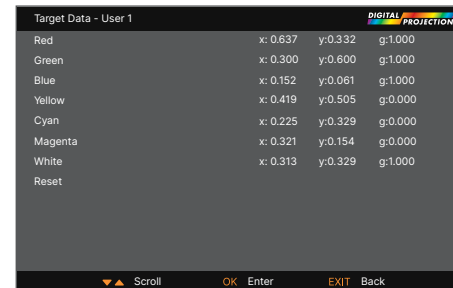 Target Data - User 1 DIGITAL PROJECTION
Red x: 0.637 y:0.332 g:1.000
Green x: 0.300 y:0.600 g:1.000
Blue x: 0.152 y:0.061 g:1.000
Yellow x: 0.419 y:0.505 g:0.000
Cyan x: 0.225 y:0.329 g:0.000
Magenta x: 0.321 y:0.154 g:0.000
White x: 0.313 y:0.329 g:1.000
Reset
▼▲ Scroll OK Enter EXIT Back